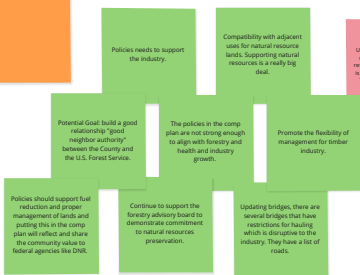 Policies needs to support
the industry.
Compatibility with adjacent
uses for natural resource
lands. Supporting natural
resources is a really big
deal.
Potential Goal: build a good
relationship "good
neighbor authority"
between the County and
the U.S. Forest Service.
The policies in the comp
plan are not strong enough
to align with forestry and
health and industry
growth.
Promote the flexibility of
management for timber
industry.
Policies should support fuel
reduction and proper
management of lands and
putting this in the comp
plan will reflect and share
the community value to
federal agencies like DNR.
Continue to support the
forestry advisory board to
demonstrate commitment
to natural resources
preservation.
Updating bridges, there are
several bridges that have
restrictions for hauling
which is disruptive to the
industry. They have a list of
roads.